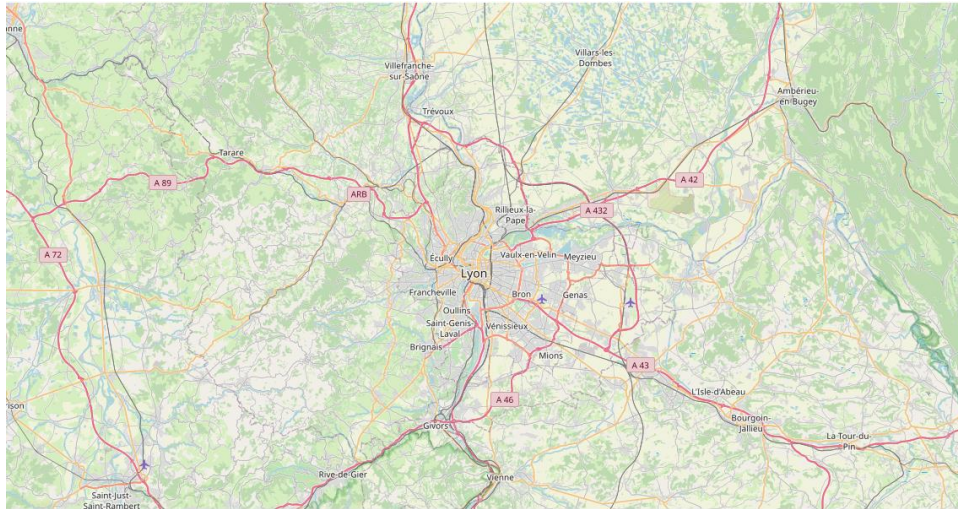 onne
Villefranche-
sur-Saône
Villars-les
Dombes
Ambérieu-
en-Bugey
Trévoux
Tarare
A 89
ARB
A 42
Rillieux-la-
Pape
A 432
A 72
Écully
Vaulx-en-Velin
Meyzieu
Lyon
Francheville
Bron
Genas
Oullins
Saint-Genis-
Laval
Vénissieux
Brignais
Mions
A 43
L'Isle-d'Abeau
A 46
rison
Givors
Bourgoin-
Jallieu
La Tour-du-
Pin
Rive-de-Gier
Vienne
Saint-Just-
Saint-Rambert